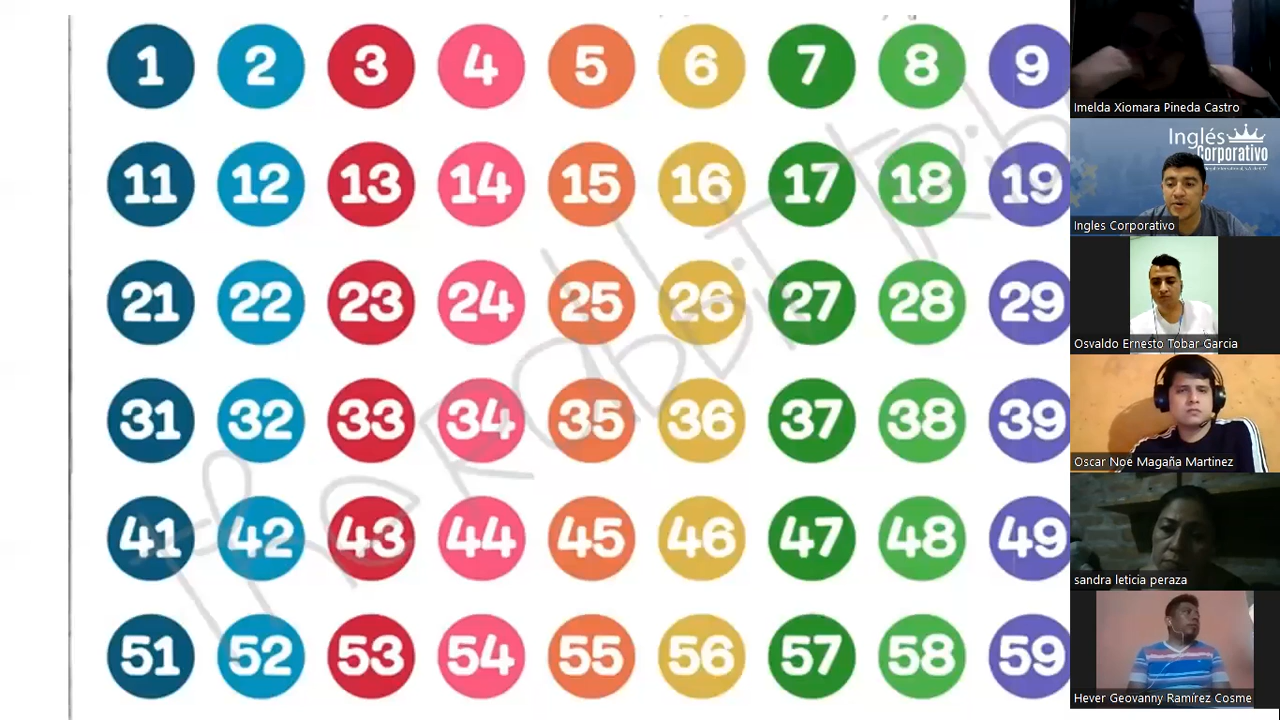 1 2 3 4 5 6 7 8 9
11 12 13 14 15 16 17 18 19
21 22 23 24 25 26 27 28 29
31 32 33 34 35 36 37 38 39
41 42 43 44 45 46 47 48 49
51 52 53 54 55 56 57 58 59
Imelda Xiomara Pineda Castro
Inglés
Corporativo
Ingles Corporativo
Osvaldo Ernesto Tobar Garcia
Oscar Noe Magaña Martinez
sandra leticia peraza
Hever Geovanny Ramírez Cosme